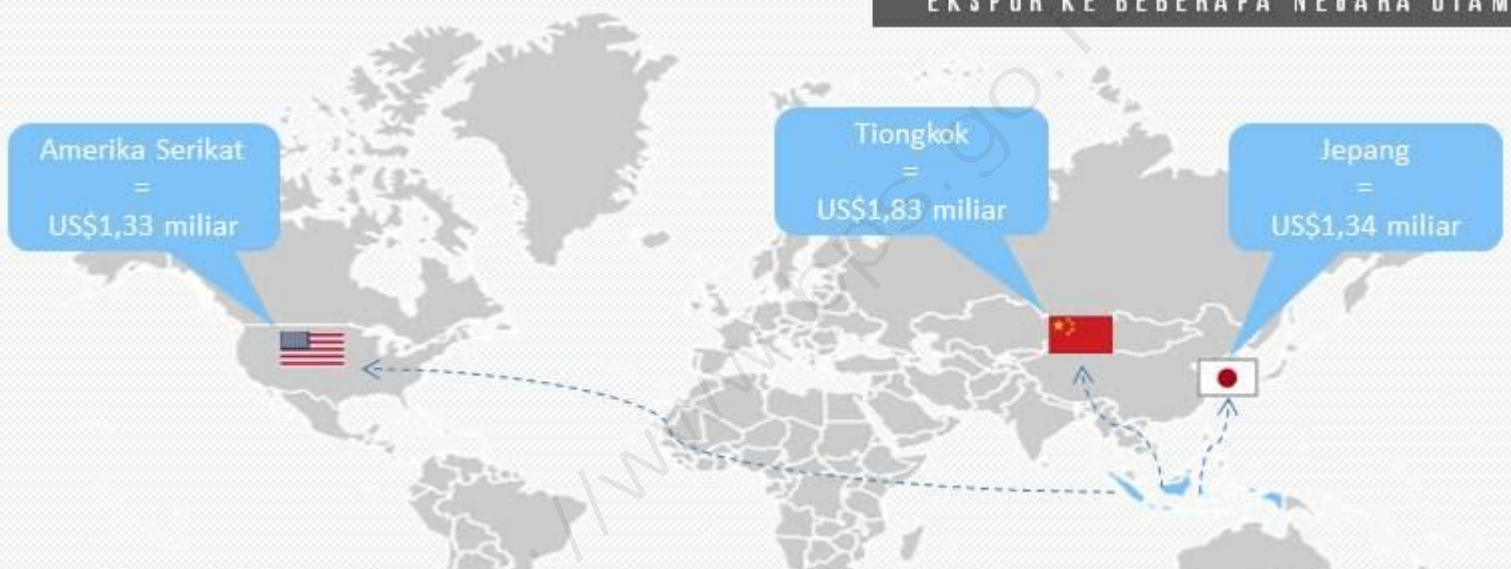 EKSPOR KE BEBERAPA NEGARA UTAM
Amerika Serikat
=
US$1,33 miliar
Tiongkok
=
US$1,83 miliar
Jepang
=
US$1,34 miliar